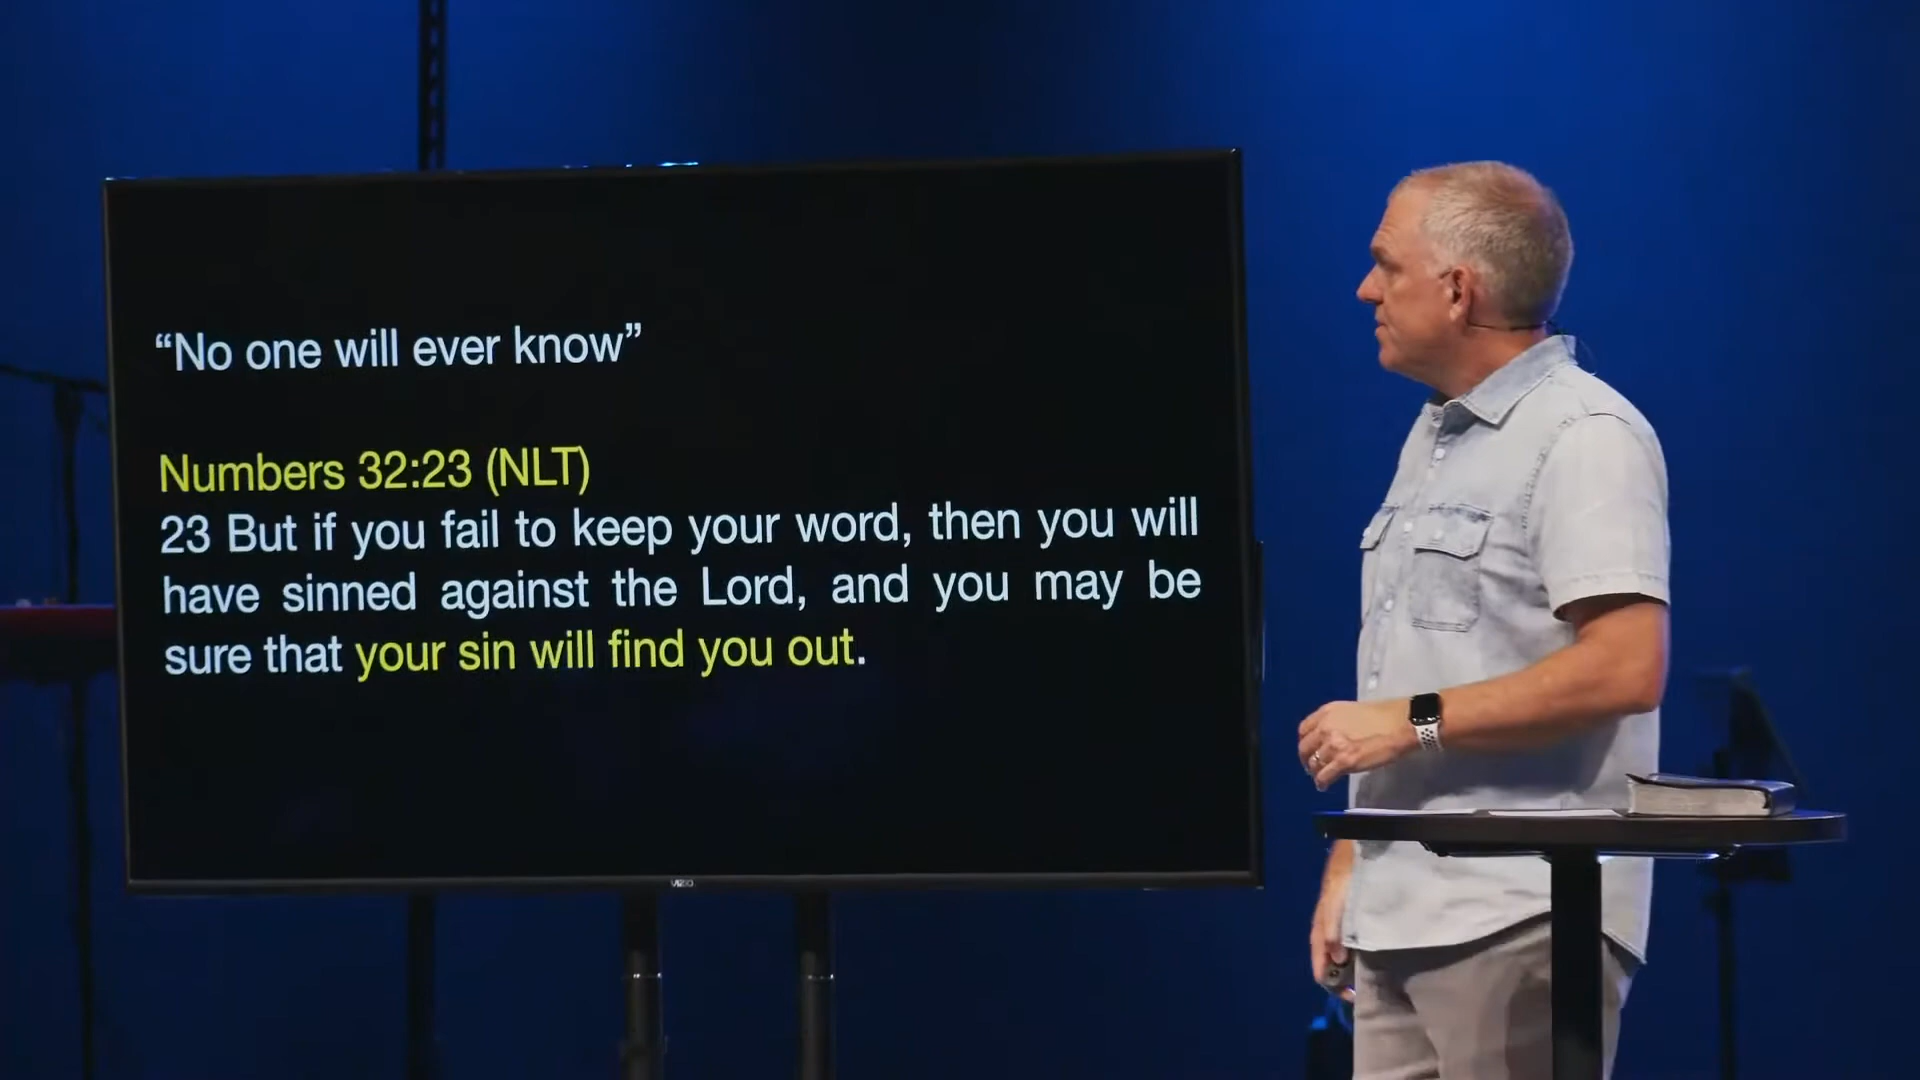 “No one will ever know”
Numbers 32:23 (NLT)
23 But if you fail to keep your word, then you will
have sinned against the Lord, and you may be
sure that your sin will find you out.
VIZIO